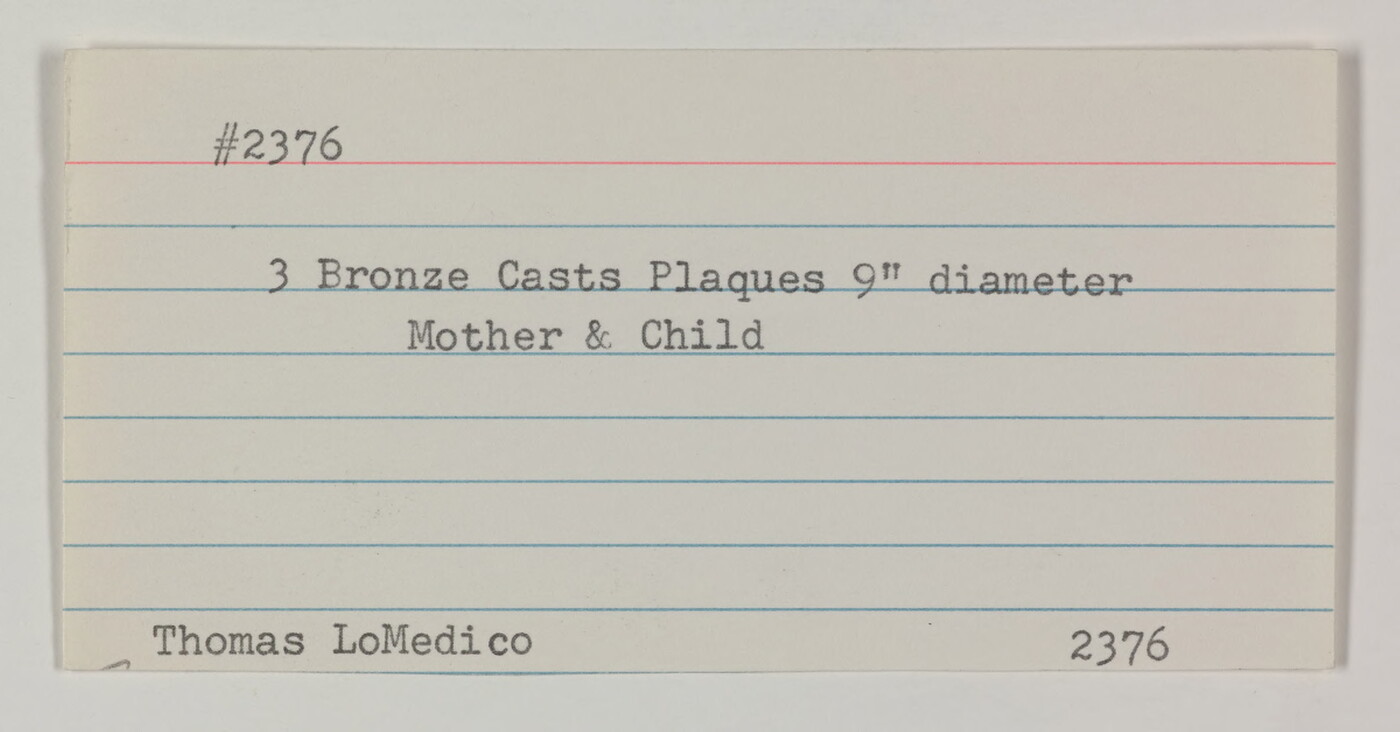 #2376
3 Bronze Casts Plaques 9" diameter
Mother & Child
Thomas LoMedico 2376